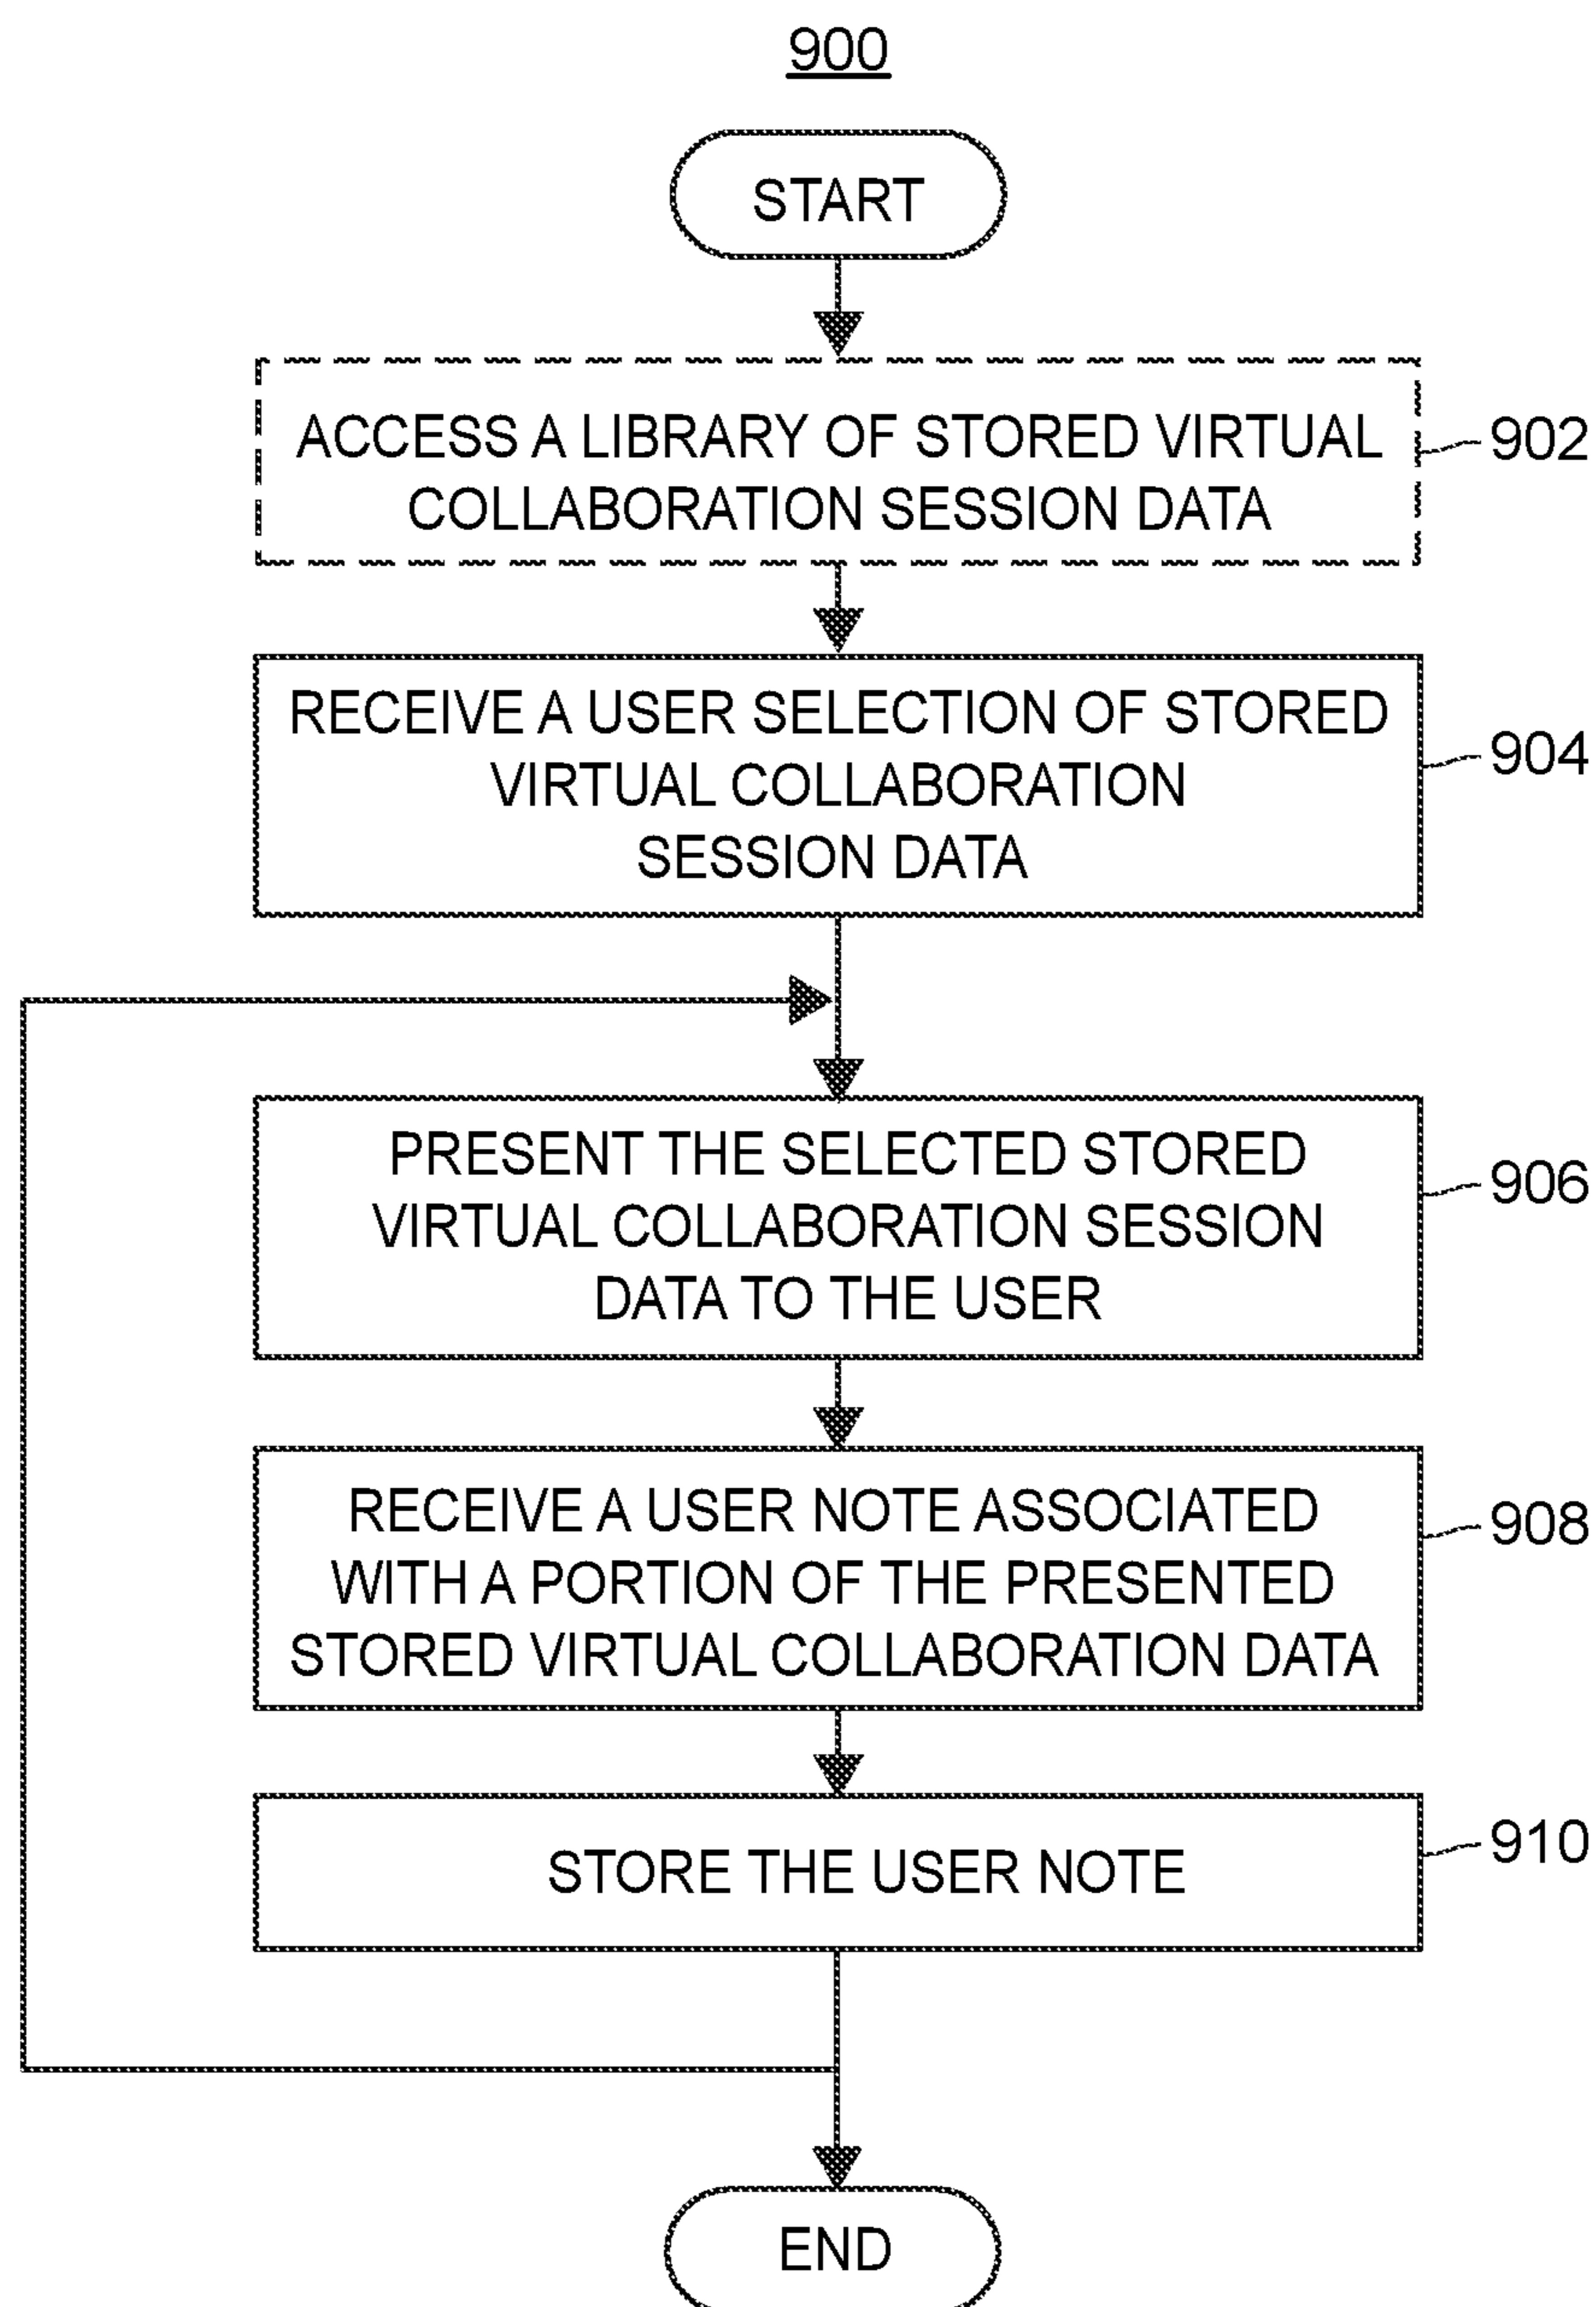 900
START
ACCESS A LIBRARY OF STORED VIRTUAL
COLLABORATION SESSION DATA
902
RECEIVE A USER SELECTION OF STORED
VIRTUAL COLLABORATION
SESSION DATA
904
PRESENT THE SELECTED STORED
VIRTUAL COLLABORATION SESSION
DATA TO THE USER
906
RECEIVE A USER NOTE ASSOCIATED
WITH A PORTION OF THE PRESENTED
STORED VIRTUAL COLLABORATION DATA
908
STORE THE USER NOTE
910
END